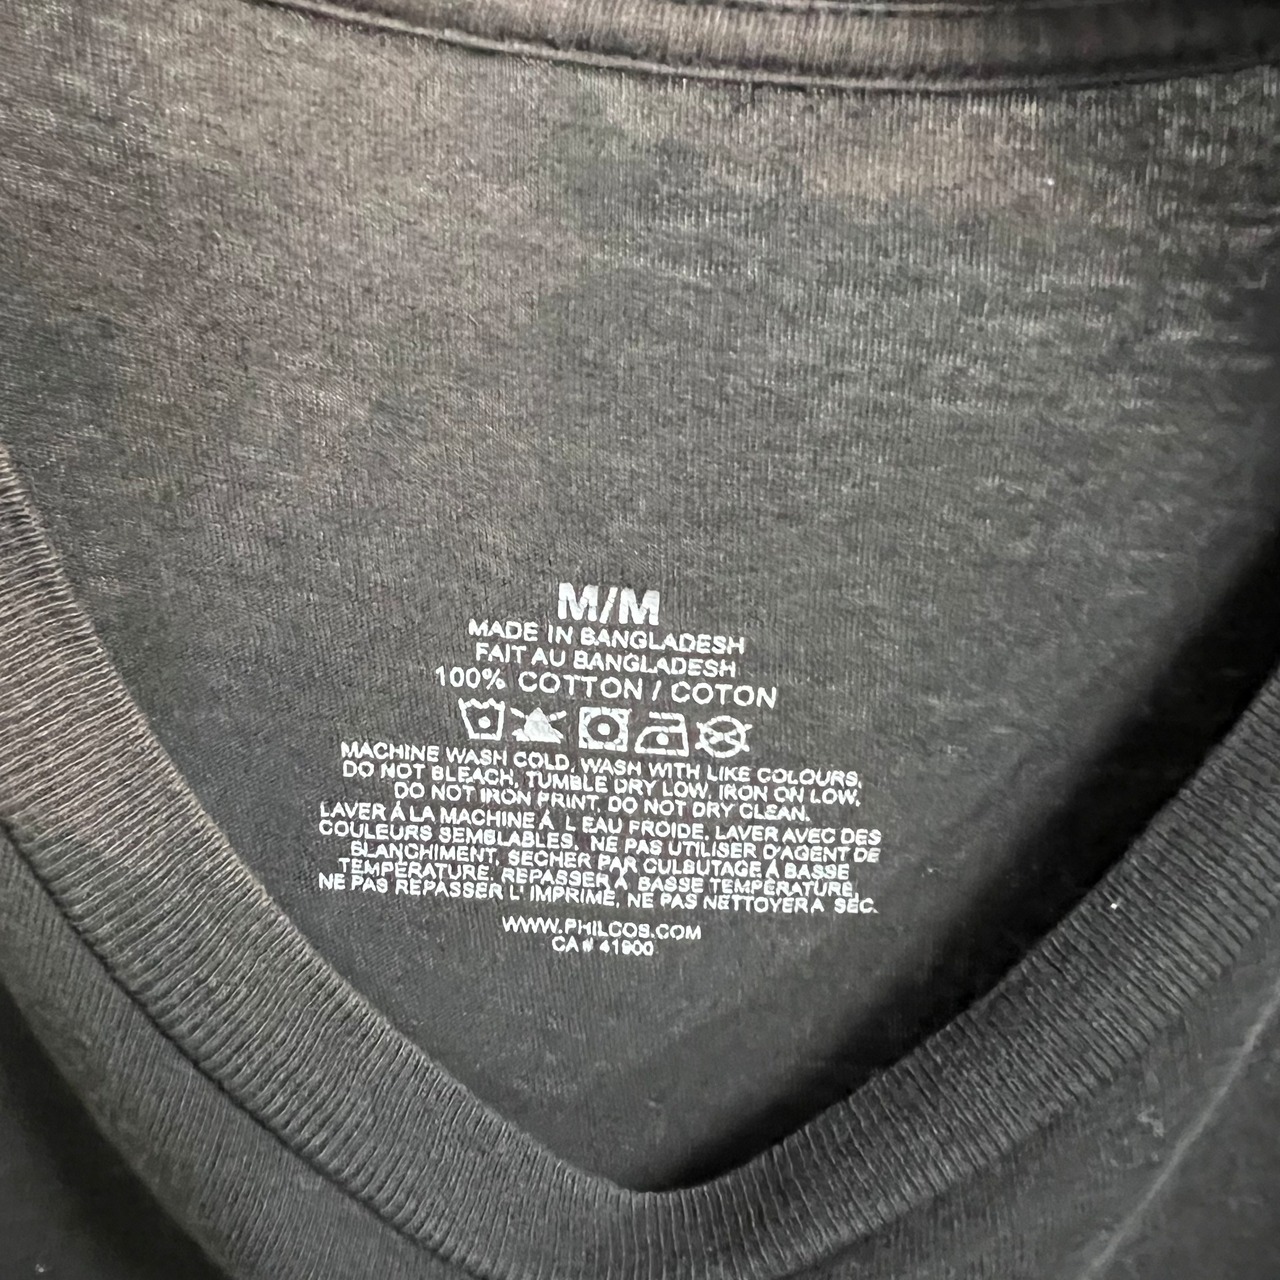 M/M
MADE IN BANGLADESH
FAIT AU BANGLADESH
100% COTTON / COTON
MACHINE WASH COLD, WASH WITH LIKE COLOURS,
DO NOT BLEACH, TUMBLE DRY LOW, IRON ON LOW,
DO NOT IRON PRINT, DO NOT DRY CLEAN.
LAVER À LA MACHINE À L'EAU FROIDE. LAVER AVEC DES
COULEURS SEMBLABLES, NE PAS UTILISER D'AGENT DE
BLANCHIMENT, SECHER PAR CULBUTAGE À BASSE
TEMPÉRATURE, REPASSER À BASSE TEMPÉRATURE,
NE PAS REPASSER L'IMPRIMÉ, NE PAS NETTOYER À SEC.
WWW.PHILCOS.COM
CA# 41900